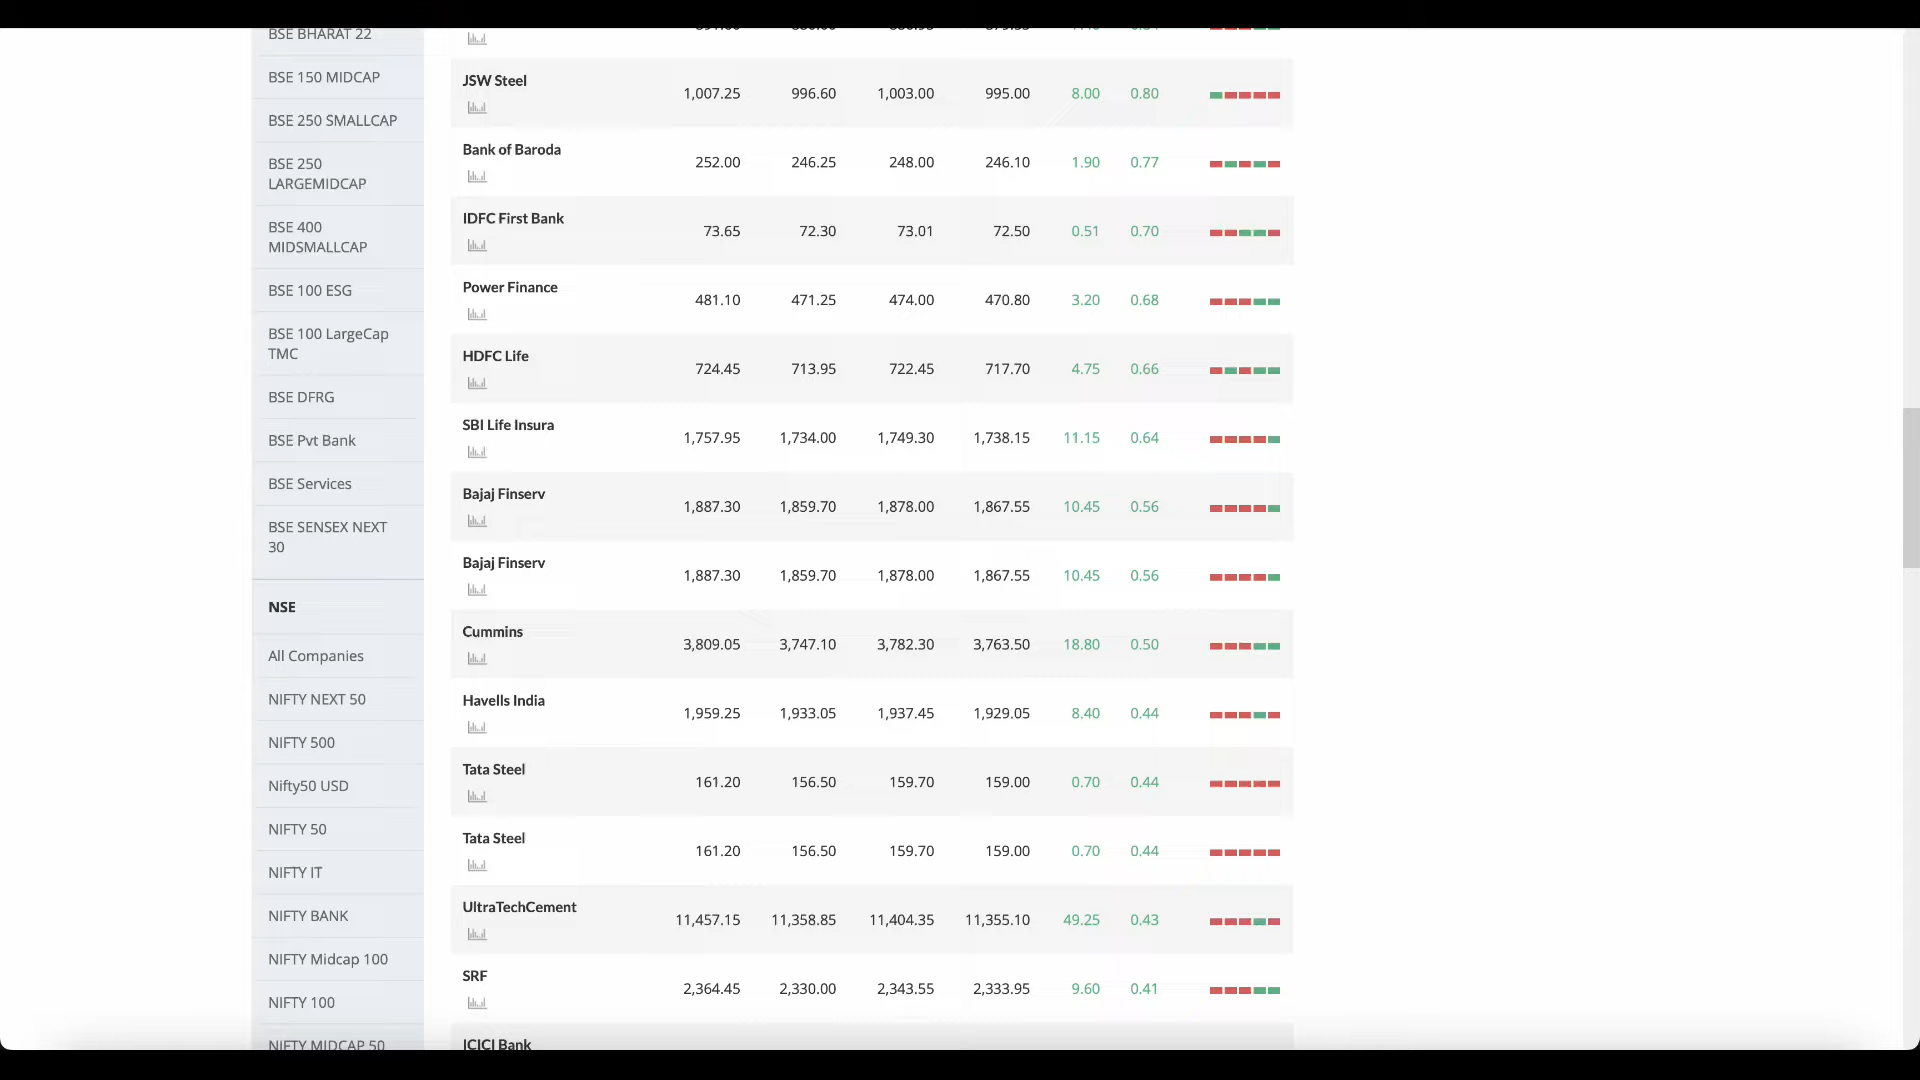 BSE BHARAT 22
BSE 150 MIDCAP
BSE 250 SMALLCAP
BSE 250
LARGEMIDCAP
BSE 400
MIDSMALLCAP
BSE 100 ESG
BSE 100 LargeCap
TMC
BSE DFRG
BSE Pvt Bank
BSE Services
BSE SENSEX NEXT
30
NSE
All Companies
NIFTY NEXT 50
NIFTY 500
Nifty50 USD
NIFTY 50
NIFTY IT
NIFTY BANK
NIFTY Midcap 100
NIFTY 100
NIFTY MIDCAP 50
JSW Steel 1,007.25 996.60 1,003.00 995.00 8.00 0.80
Bank of Baroda 252.00 246.25 248.00 246.10 1.90 0.77
IDFC First Bank 73.65 72.30 73.01 72.50 0.51 0.70
Power Finance 481.10 471.25 474.00 470.80 3.20 0.68
HDFC Life 724.45 713.95 722.45 717.70 4.75 0.66
SBI Life Insura 1,757.95 1,734.00 1,749.30 1,738.15 11.15 0.64
Bajaj Finserv 1,887.30 1,859.70 1,878.00 1,867.55 10.45 0.56
Bajaj Finserv 1,887.30 1,859.70 1,878.00 1,867.55 10.45 0.56
Cummins 3,809.05 3,747.10 3,782.30 3,763.50 18.80 0.50
Havells India 1,959.25 1,933.05 1,937.45 1,929.05 8.40 0.44
Tata Steel 161.20 156.50 159.70 159.00 0.70 0.44
Tata Steel 161.20 156.50 159.70 159.00 0.70 0.44
UltraTechCement 11,457.15 11,358.85 11,404.35 11,355.10 49.25 0.43
SRF 2,364.45 2,330.00 2,343.55 2,333.95 9.60 0.41
ICICI Bank